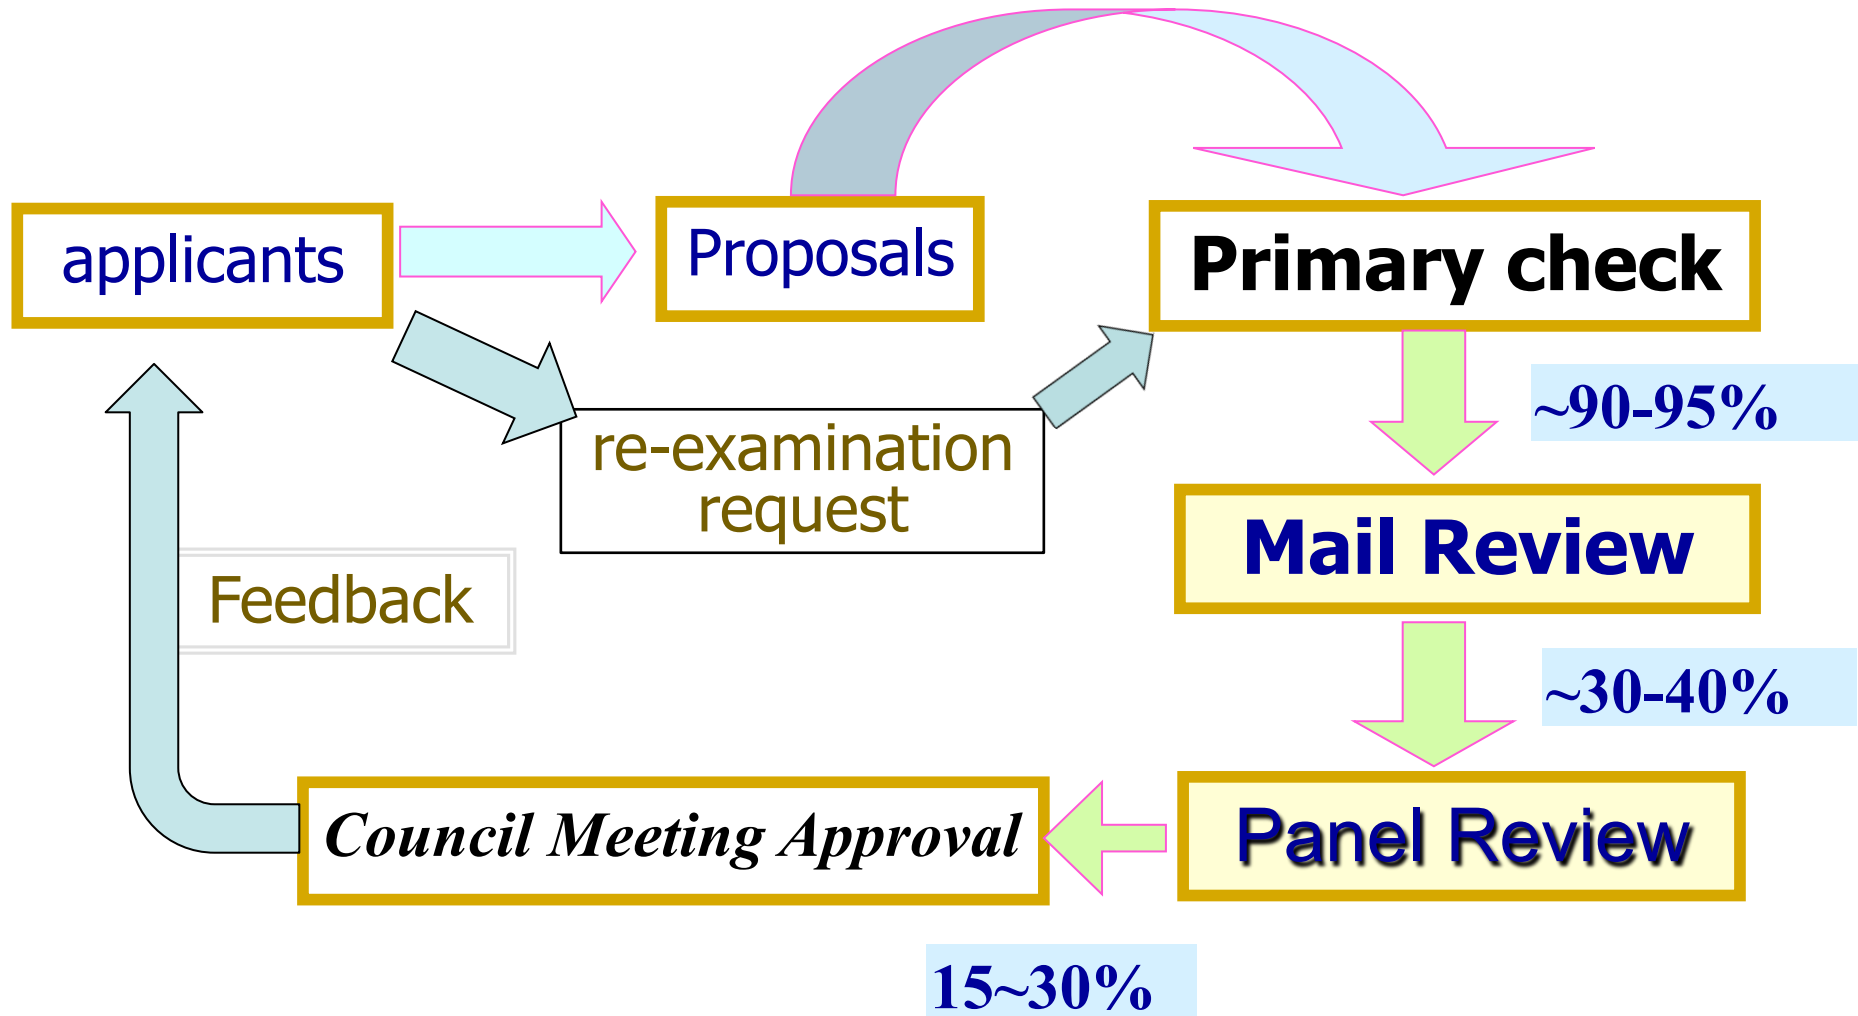 applicants
Proposals
Primary check
~90-95%
re-examination
request
Mail Review
Feedback
~30-40%
Council Meeting Approval
Panel Review
15~30%